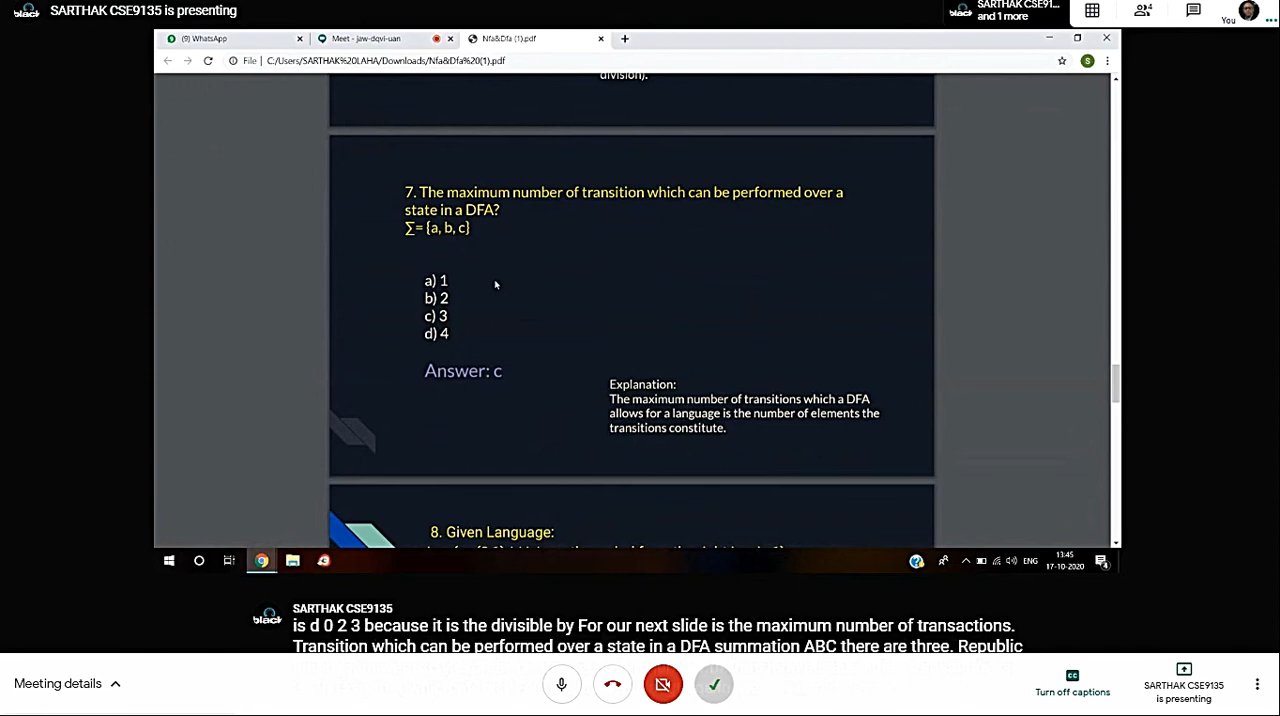 black
SARTHAK CSE9135 is presenting
black
SARTHAK CSE91...
and 1 more
4
You
(9) WhatsApp
Meet - jaw-dqvi-uan
Nfa&Dfa (1).pdf
File | C:/Users/SARTHAK%20LAHA/Downloads/Nfa&Dfa%20(1).pdf
S
division).
7. The maximum number of transition which can be performed over a
state in a DFA?
∑= {a, b, c}
a) 1
b) 2
c) 3
d) 4
Answer: c
Explanation:
The maximum number of transitions which a DFA
allows for a language is the number of elements the
transitions constitute.
8. Given Language:
ENG
13:45
17-10-2020
black
SARTHAK CSE9135
is d 0 2 3 because it is the divisible by For our next slide is the maximum number of transactions.
Transition which can be performed over a state in a DFA summation ABC there are three. Republic
Meeting details
CC
Turn off captions
SARTHAK CSE9135
is presenting